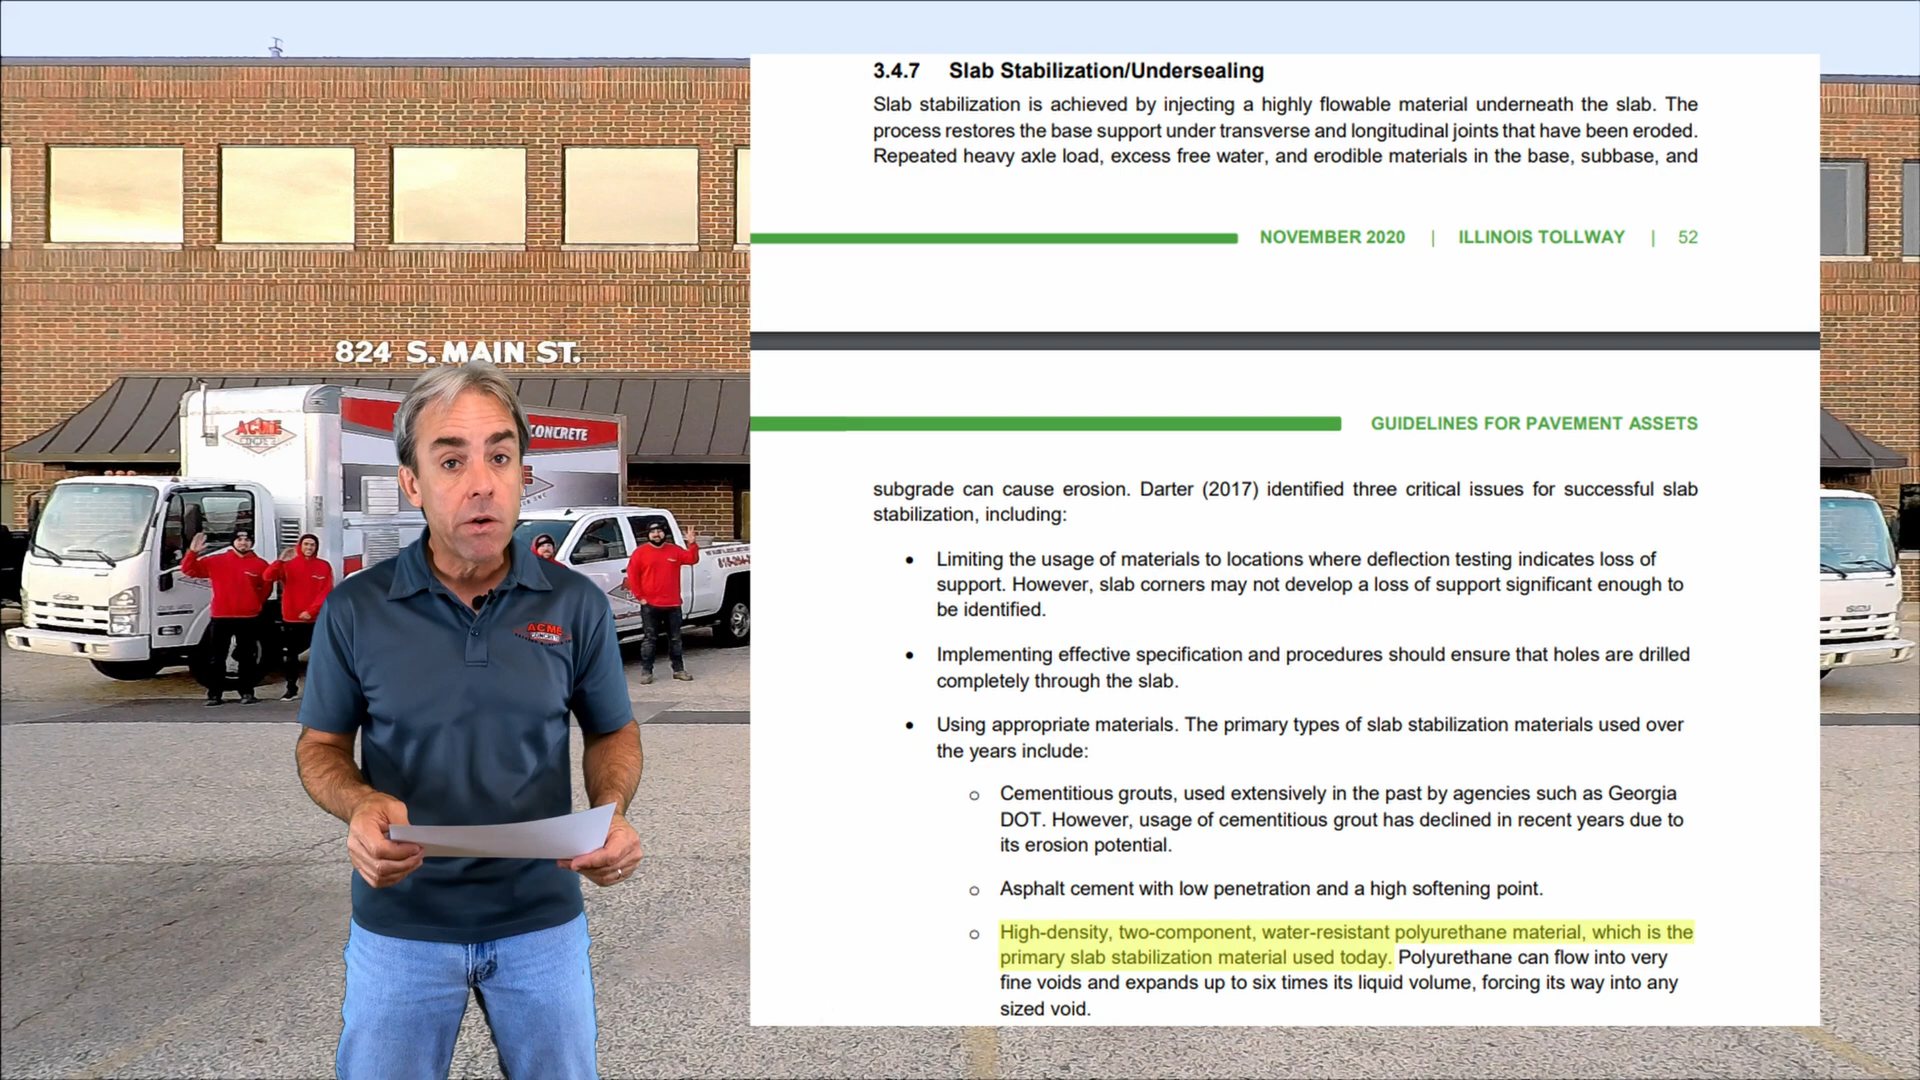 3.4.7 Slab Stabilization/Undersealing
Slab stabilization is achieved by injecting a highly flowable material underneath the slab. The
process restores the base support under transverse and longitudinal joints that have been eroded.
Repeated heavy axle load, excess free water, and erodible materials in the base, subbase, and
NOVEMBER 2020 | ILLINOIS TOLLWAY | 52
GUIDELINES FOR PAVEMENT ASSETS
subgrade can cause erosion. Darter (2017) identified three critical issues for successful slab
stabilization, including:
• Limiting the usage of materials to locations where deflection testing indicates loss of
support. However, slab corners may not develop a loss of support significant enough to
be identified.
• Implementing effective specification and procedures should ensure that holes are drilled
completely through the slab.
• Using appropriate materials. The primary types of slab stabilization materials used over
the years include:
o Cementitious grouts, used extensively in the past by agencies such as Georgia
DOT. However, usage of cementitious grout has declined in recent years due to
its erosion potential.
o Asphalt cement with low penetration and a high softening point.
o High-density, two-component, water-resistant polyurethane material, which is the
primary slab stabilization material used today. Polyurethane can flow into very
fine voids and expands up to six times its liquid volume, forcing its way into any
sized void.
824 S. MAIN ST.
ACME
CONCRETE
ACME
CONCRETE
ISUZU